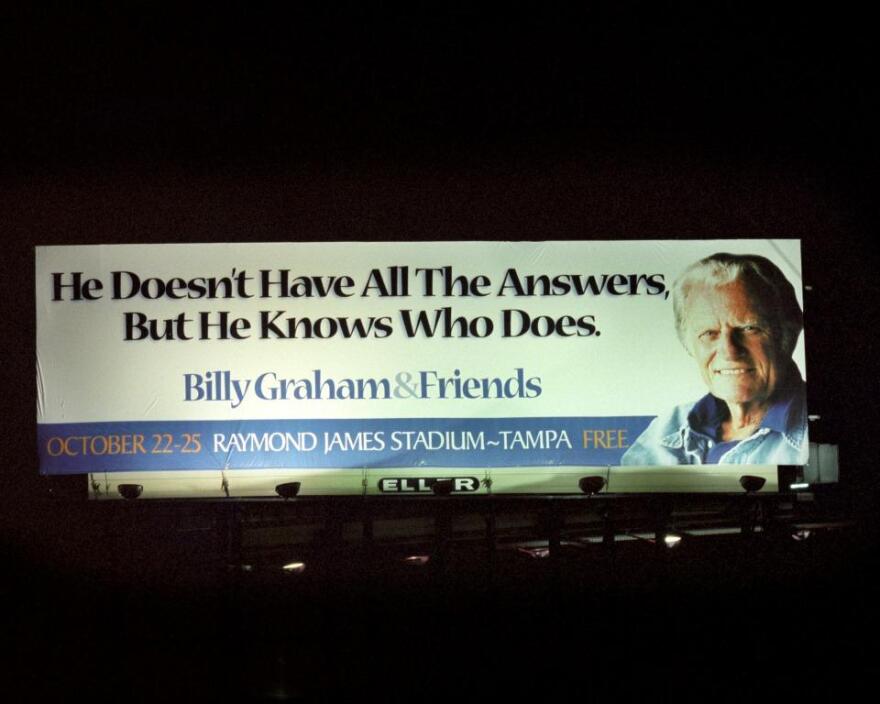 He Doesn't Have All The Answers,
But He Knows Who Does.
Billy Graham&Friends
OCTOBER 22-25 RAYMOND JAMES STADIUM~TAMPA FREE
ELLER